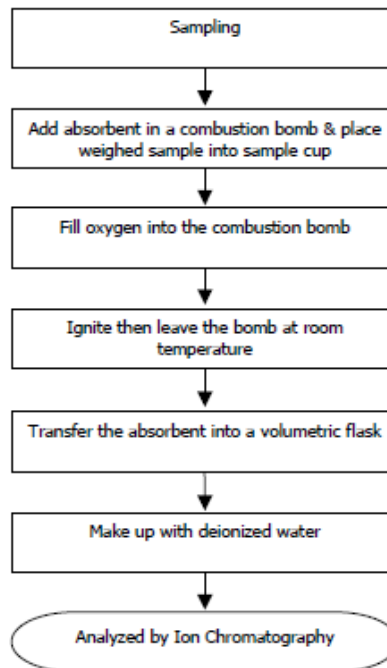 Sampling
Add absorbent in a combustion bomb & place
weighed sample into sample cup
Fill oxygen into the combustion bomb
Ignite then leave the bomb at room
temperature
Transfer the absorbent into a volumetric flask
Make up with deionized water
Analyzed by Ion Chromatography